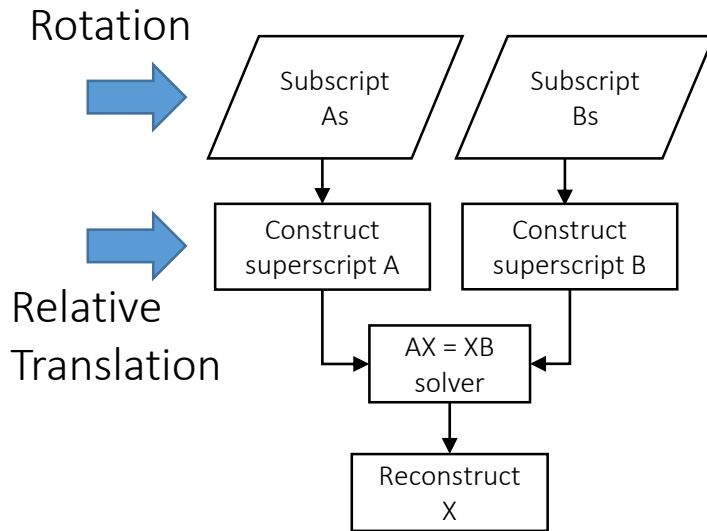 Rotation
Subscript
As
Subscript
Bs
Construct
superscript A
Construct
superscript B
Relative
Translation
AX = XB
solver
Reconstruct
X